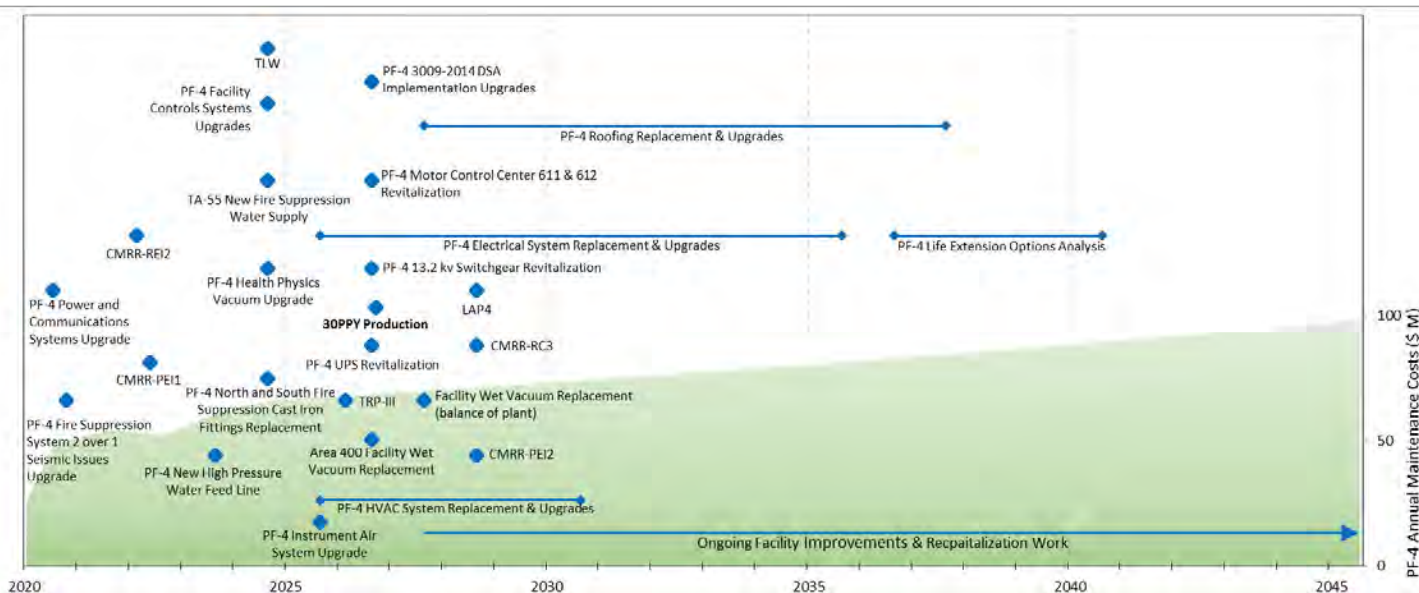 TLW
PF-4 3009-2014 DSA
Implementation Upgrades
PF-4 Facility
Controls Systems
Upgrades
PF-4 Roofing Replacement & Upgrades
PF-4 Motor Control Center 611 & 612
Revitalization
TA-55 New Fire Suppression
Water Supply
CMRR-REI2
PF-4 Electrical System Replacement & Upgrades
PF-4 Life Extension Options Analysis
PF-4 Health Physics
Vacuum Upgrade
PF-4 13.2 kv Switchgear Revitalization
PF-4 Power and
Communications
Systems Upgrade
LAP4
30PPY Production
CMRR-RC3
PF-4 UPS Revitalization
CMRR-PEI1
PF-4 North and South Fire
Suppression Cast Iron
Fittings Replacement
TRP-III
Facility Wet Vacuum Replacement
(balance of plant)
PF-4 Fire Suppression
System 2 over 1
Seismic Issues
Upgrade
PF-4 New High Pressure
Water Feed Line
Area 400 Facility Wet
Vacuum Replacement
CMRR-PEI2
PF-4 HVAC System Replacement & Upgrades
PF-4 Instrument Air
System Upgrade
Ongoing Facility Improvements & Recpaitalization Work
100
50
0
PF-4 Annual Maintenance Costs ($ M)
2020
2025
2030
2035
2040
2045